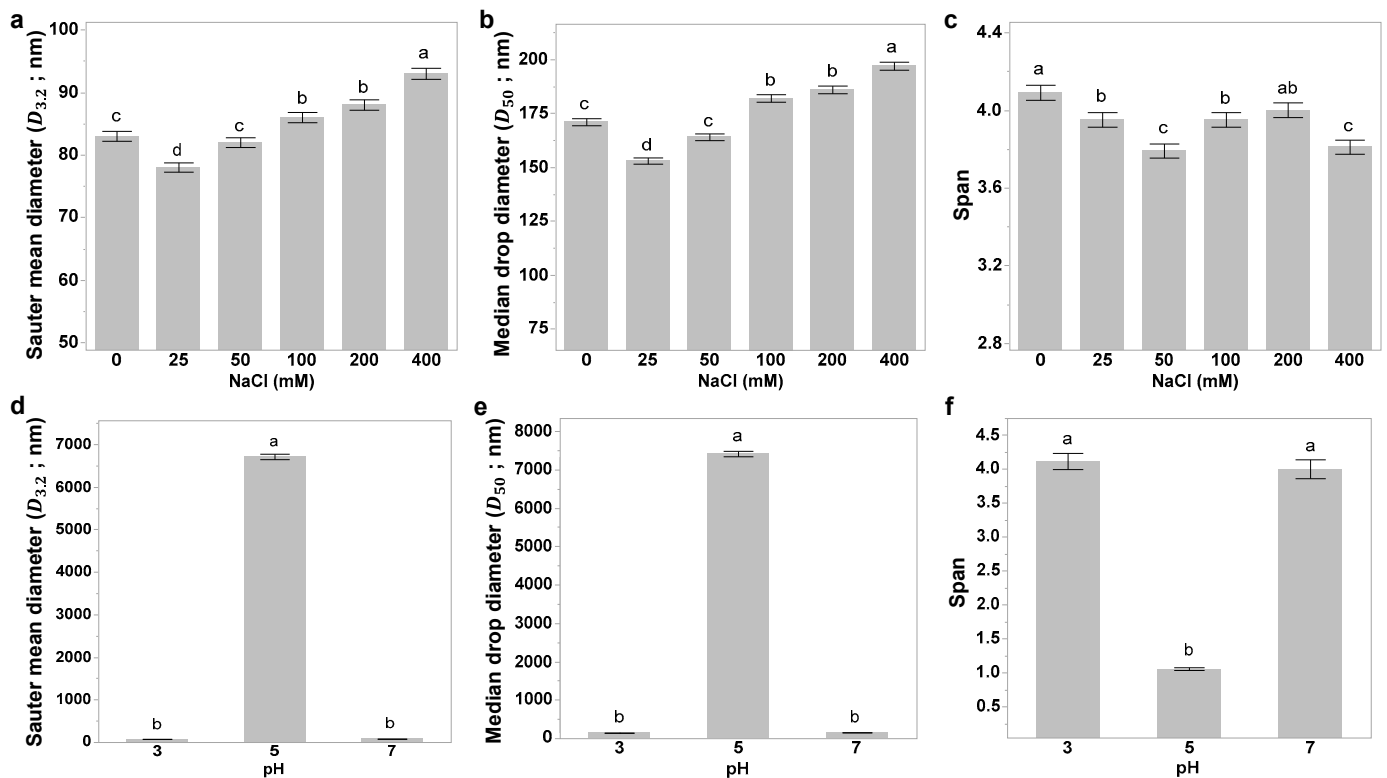 a
Sauter mean diameter (D3.2 ; nm)
100
90
80
70
60
50
c
d
c
b
b
a
0 25 50 100 200 400
NaCl (mM)
b
Median drop diameter (D50 ; nm)
200
175
150
125
100
75
c
d
c
b
b
a
0 25 50 100 200 400
NaCl (mM)
c
Span
4.4
4.0
3.6
3.2
2.8
a
b
c
b
ab
c
0 25 50 100 200 400
NaCl (mM)
d
Sauter mean diameter (D3.2 ; nm)
7000
6000
5000
4000
3000
2000
1000
0
b
a
b
3 5 7
pH
e
Median drop diameter (D50 ; nm)
8000
7000
6000
5000
4000
3000
2000
1000
0
b
a
b
3 5 7
pH
f
Span
4.5
4.0
3.5
3.0
2.5
2.0
1.5
1.0
0.5
a
b
a
3 5 7
pH